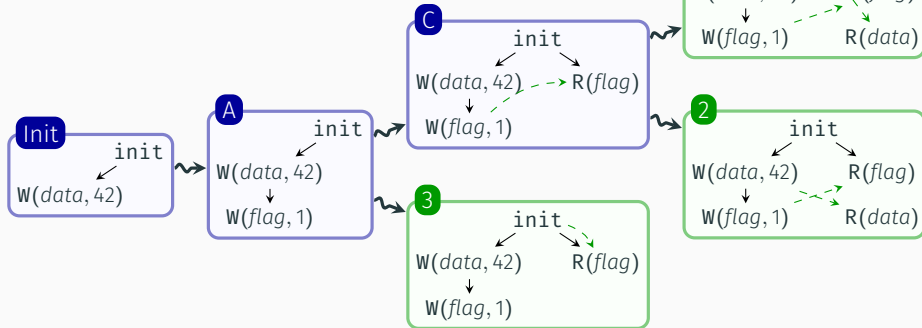 Init
init
W(data, 42)
A
init
W(data, 42)
W(flag, 1)
C
init
W(data, 42) R(flag)
W(flag, 1)
3
init
W(data, 42) R(flag)
W(flag, 1)
W(flag, 1) R(data)
2
init
W(data, 42) R(flag)
W(flag, 1) R(data)